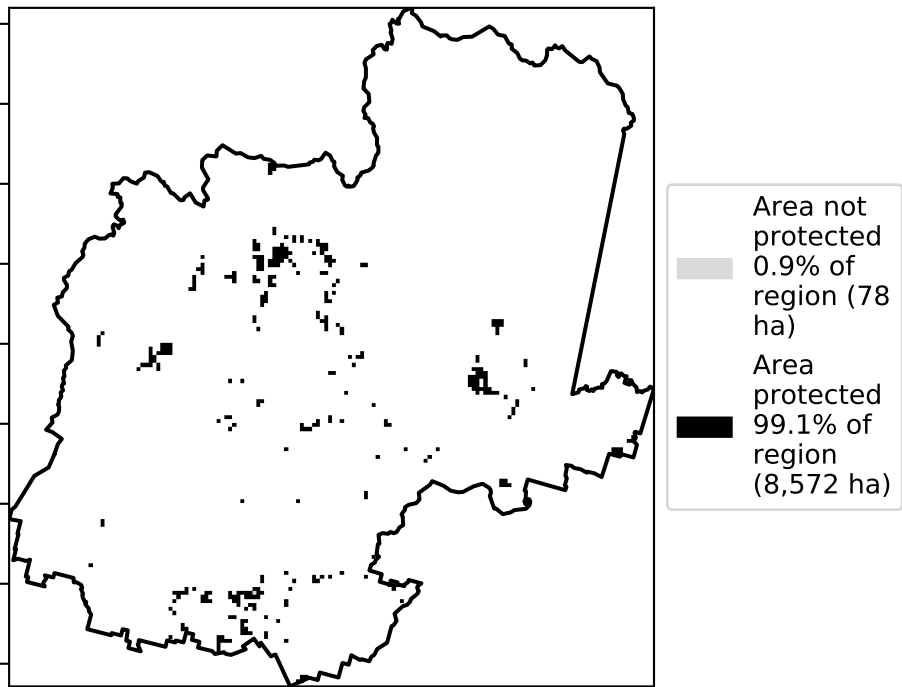 Area not
protected
0.9% of
region (78
ha)
Area
protected
99.1% of
region
(8,572 ha)